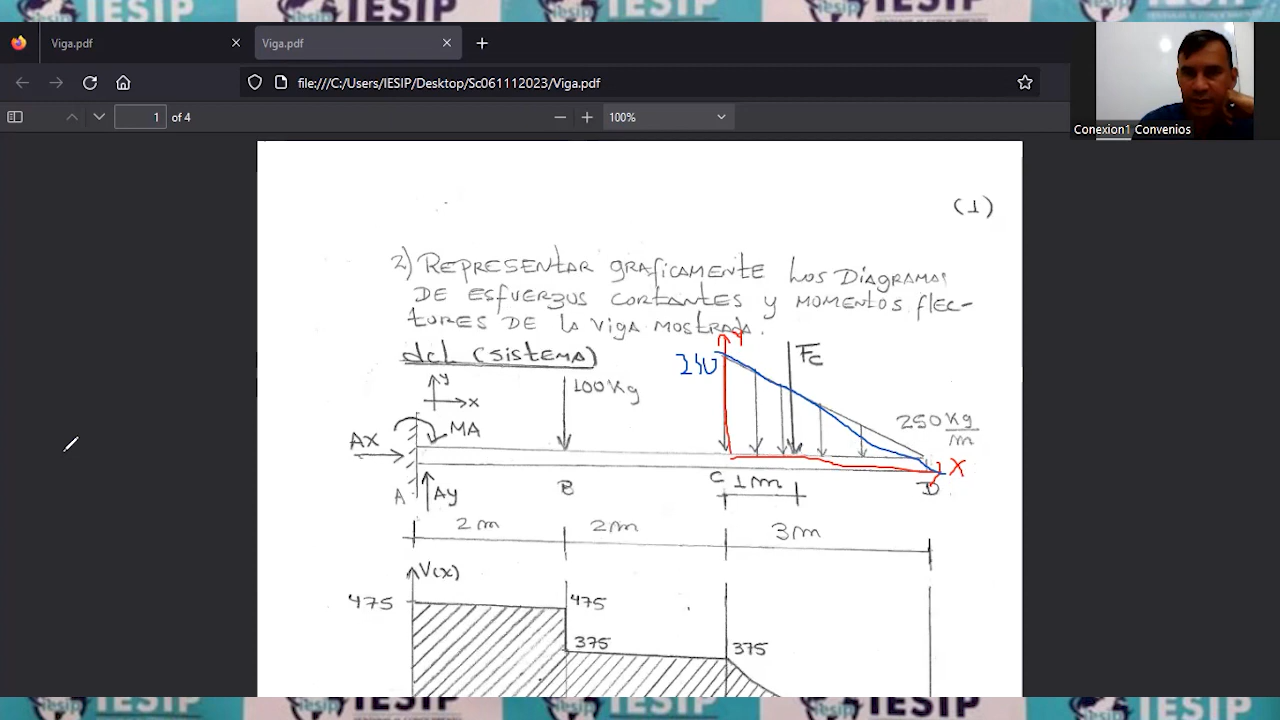 IESIP
Viga.pdf
Viga.pdf
file:///C:/Users/IESIP/Desktop/Sc061112023/Viga.pdf
1 of 4
100%
Conexion1 Convenios
(1)
2) REPRESENTAR GRAFICAMENTE LOS DIAGRAMAS
DE ESFUERZOS CORTANTES Y MOMENTOS FLEC-
TORES DE LA VIGA MOSTRADA.
dcl (SISTEMA)
Y
240
FC
y
x
100 Kg
250 Kg/m
AX
MA
X
A
Ay
B
C
1m
D
2m
2m
3m
V(x)
475
475
375
375
IESIP